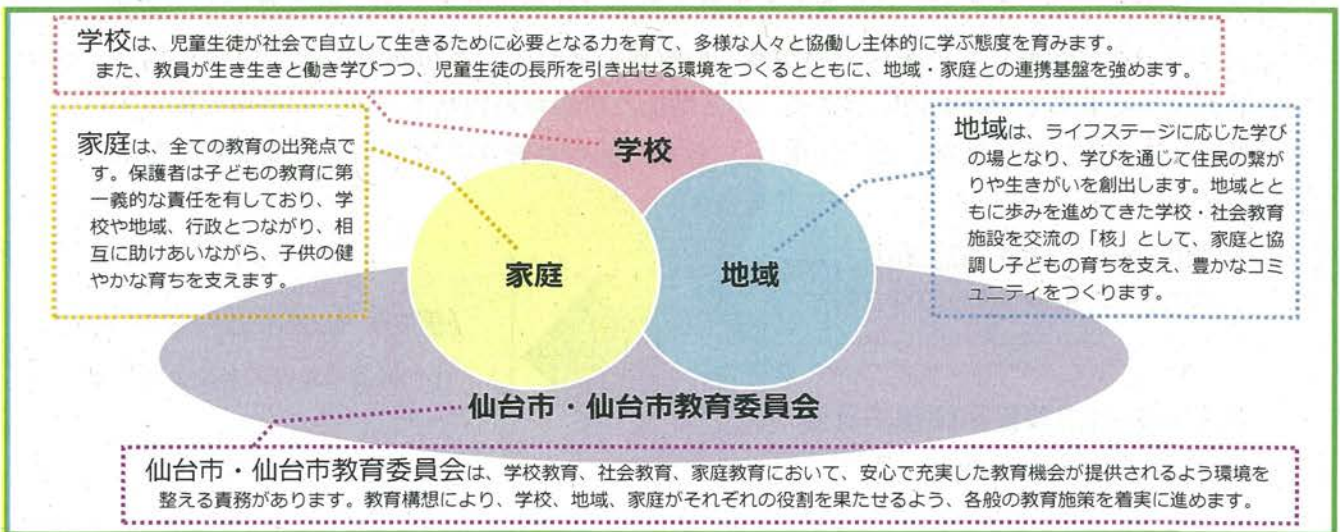 学校は、児童生徒が社会で自立して生きるために必要となる力を育て、多様な人々と協働し主体的に学ぶ態度を育みます。
また、教員が生き生きと働き学びつつ、児童生徒の長所を引き出せる環境をつくるとともに、地域・家庭との連携基盤を強めます。
家庭は、全ての教育の出発点で
す。保護者は子どもの教育に第
一義的な責任を有しており、学
校や地域、行政とつながり、相
互に助けあいながら、子供の健
やかな育ちを支えます。
学校
家庭
地域
地域は、ライフステージに応じた学び
の場となり、学びを通じて住民の繋が
りや生きがいを創出します。地域とと
もに歩みを進めてきた学校・社会教育
施設を交流の「核」として、家庭と協
調し子どもの育ちを支え、豊かなコミ
ュニティをつくります。
仙台市・仙台市教育委員会
仙台市・仙台市教育委員会は、学校教育、社会教育、家庭教育において、安心で充実した教育機会が提供されるよう環境を
整える責務があります。教育構想により、学校、地域、家庭がそれぞれの役割を果たせるよう、各般の教育施策を着実に進めます。